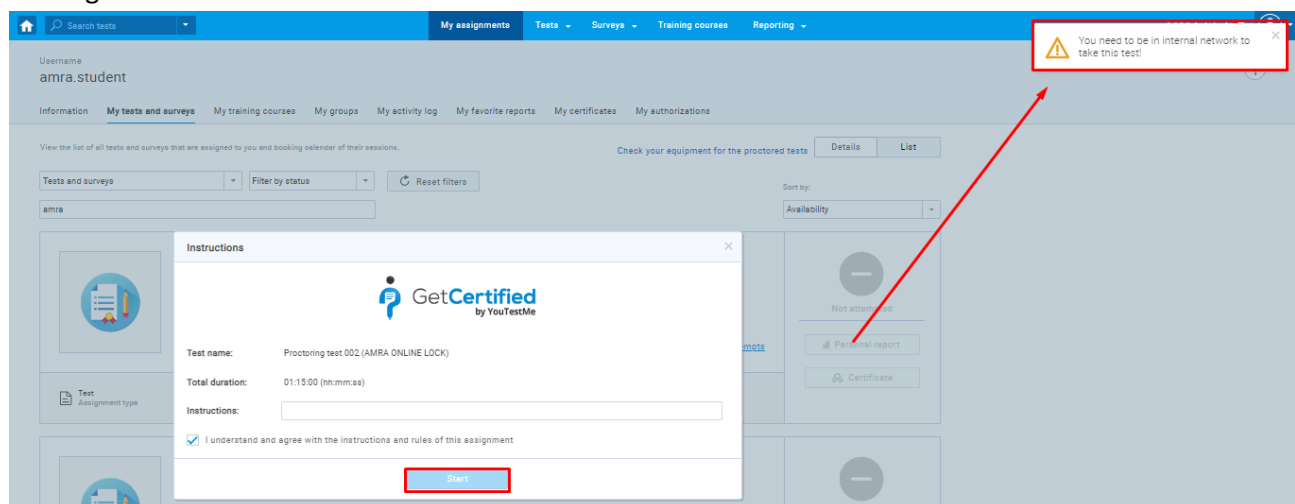 Search tests
My assignments Tests Surveys Training courses Reporting
You need to be in internal network to
take this test!
Username
amra.student
Information My tests and surveys My training courses My groups My activity log My favorite reports My certificates My authorizations
View the list of all tests and surveys that are assigned to you and booking calender of their sessions.
Check your equipment for the proctored tests Details List
Tests and surveys Filter by status Reset filters
Sort by:
amra Availability
Instructions
GetCertified
by YouTestMe
Not attempted
Test name: Proctoring test 002 (AMRA ONLINE LOCK)
Personal report
Total duration: 01:15:00 (hh:mm:ss)
Certificate
Test
Assignment type
Instructions:
I understand and agree with the instructions and rules of this assignment
Start